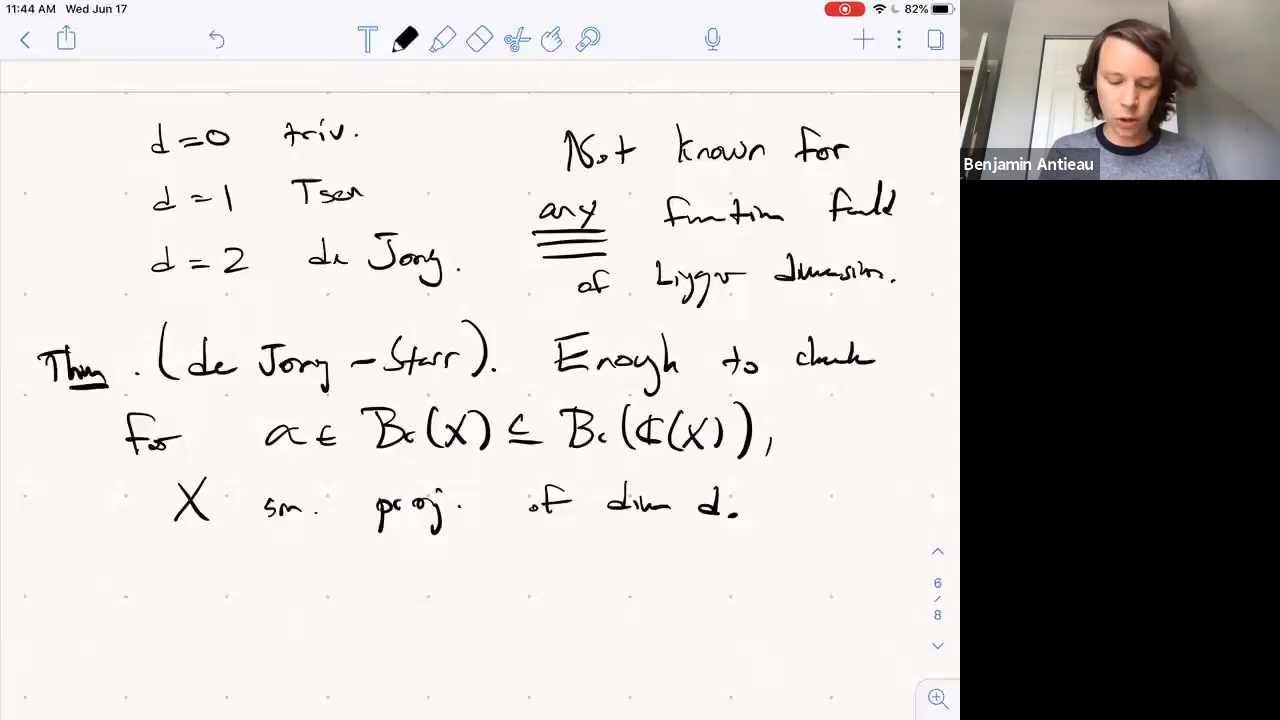 11:44 AM Wed Jun 17
82%
Benjamin Antieau
d = 0 triv.
d = 1 Tsen
d = 2 de Jong.
Not known for
any function field
of bigger dimension.
Thm. (de Jong – Starr). Enough to check
for α ∈ Br(X) ⊆ Br(ℂ(X)),
X sm. proj. of dim d.
6
/
8